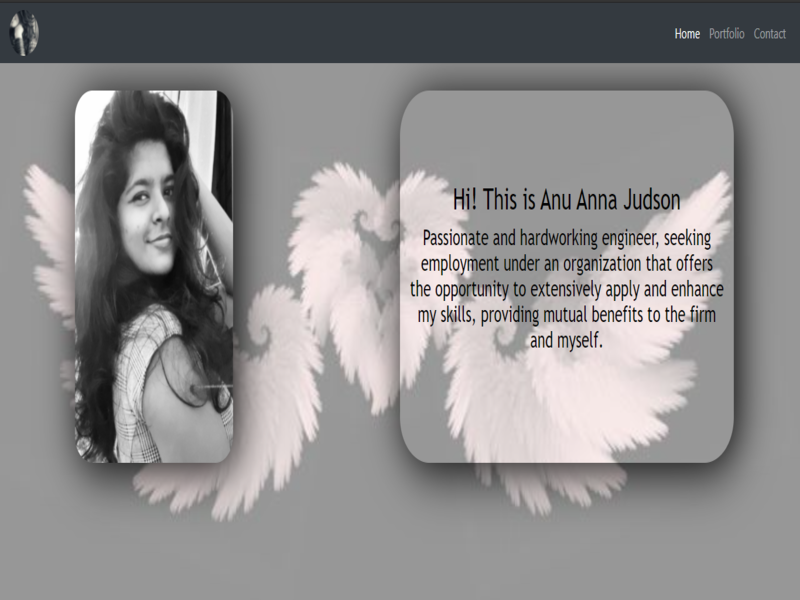 Home Portfolio Contact
Hi! This is Anu Anna Judson
Passionate and hardworking engineer, seeking
employment under an organization that offers
the opportunity to extensively apply and enhance
my skills, providing mutual benefits to the firm
and myself.